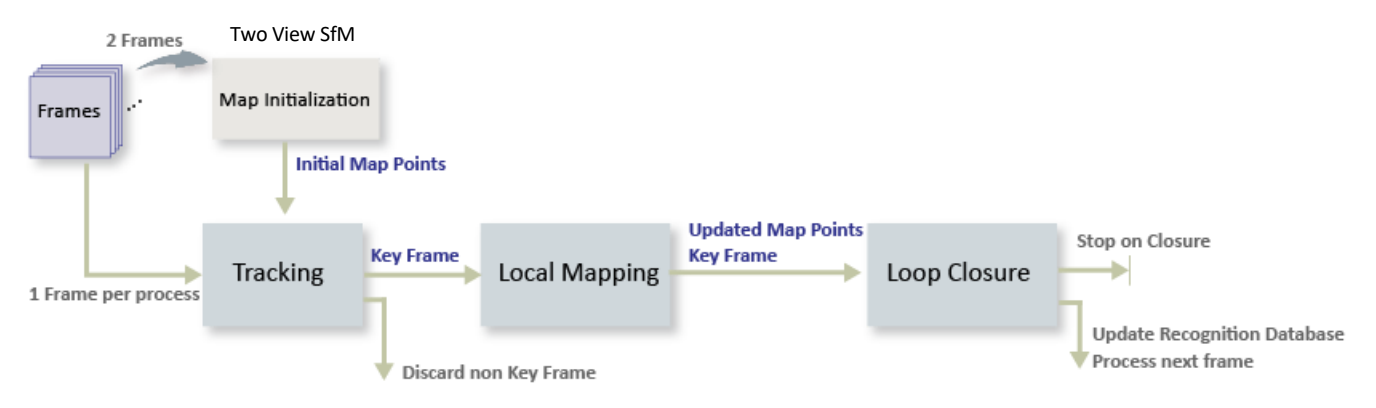 2 Frames
Two View SfM
Frames
...
Map Initialization
Initial Map Points
1 Frame per process
Tracking
Key Frame
Discard non Key Frame
Local Mapping
Updated Map Points
Key Frame
Loop Closure
Stop on Closure
Update Recognition Database
Process next frame